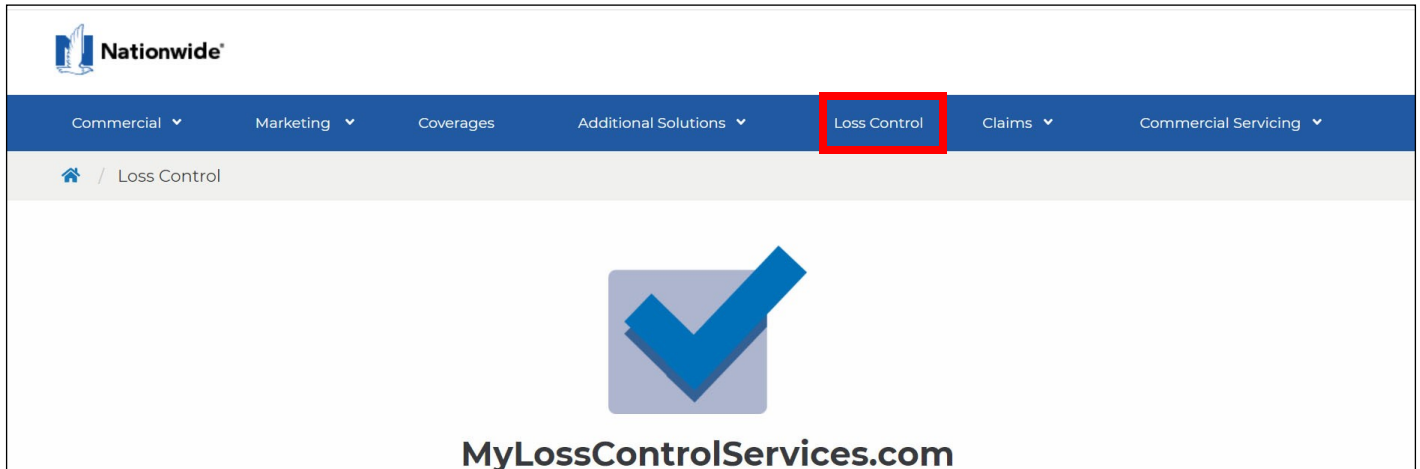 Nationwide®
Commercial Marketing Coverages Additional Solutions Loss Control Claims Commercial Servicing
/ Loss Control
MyLossControlServices.com